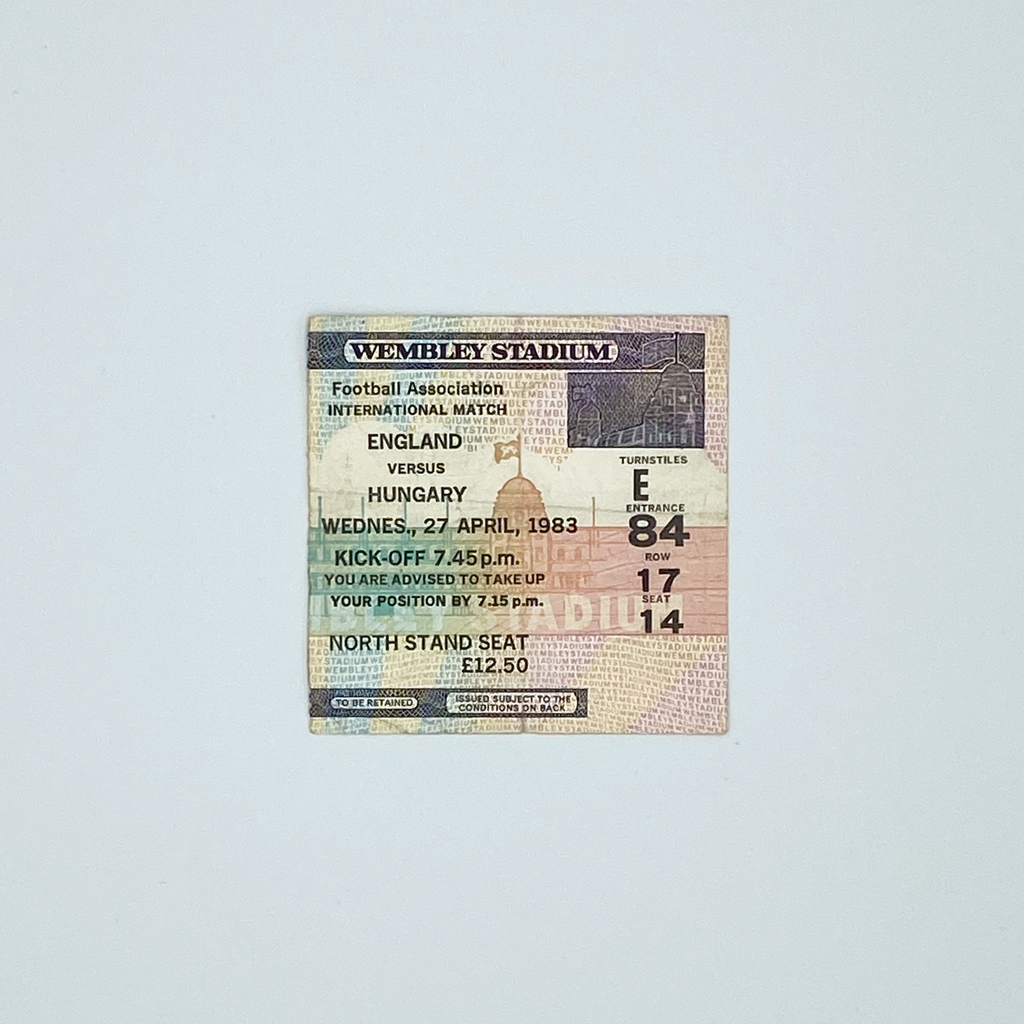 WEMBLEY STADIUM
Football Association
INTERNATIONAL MATCH
ENGLAND
VERSUS
HUNGARY
WEDNES., 27 APRIL, 1983
KICK-OFF 7.45 p.m.
YOU ARE ADVISED TO TAKE UP
YOUR POSITION BY 7.15 p.m.
NORTH STAND SEAT
£12.50
TURNSTILES
E
ENTRANCE
84
ROW
17
SEAT
14
STADIUM
TO BE RETAINED
ISSUED SUBJECT TO THE
CONDITIONS ON BACK